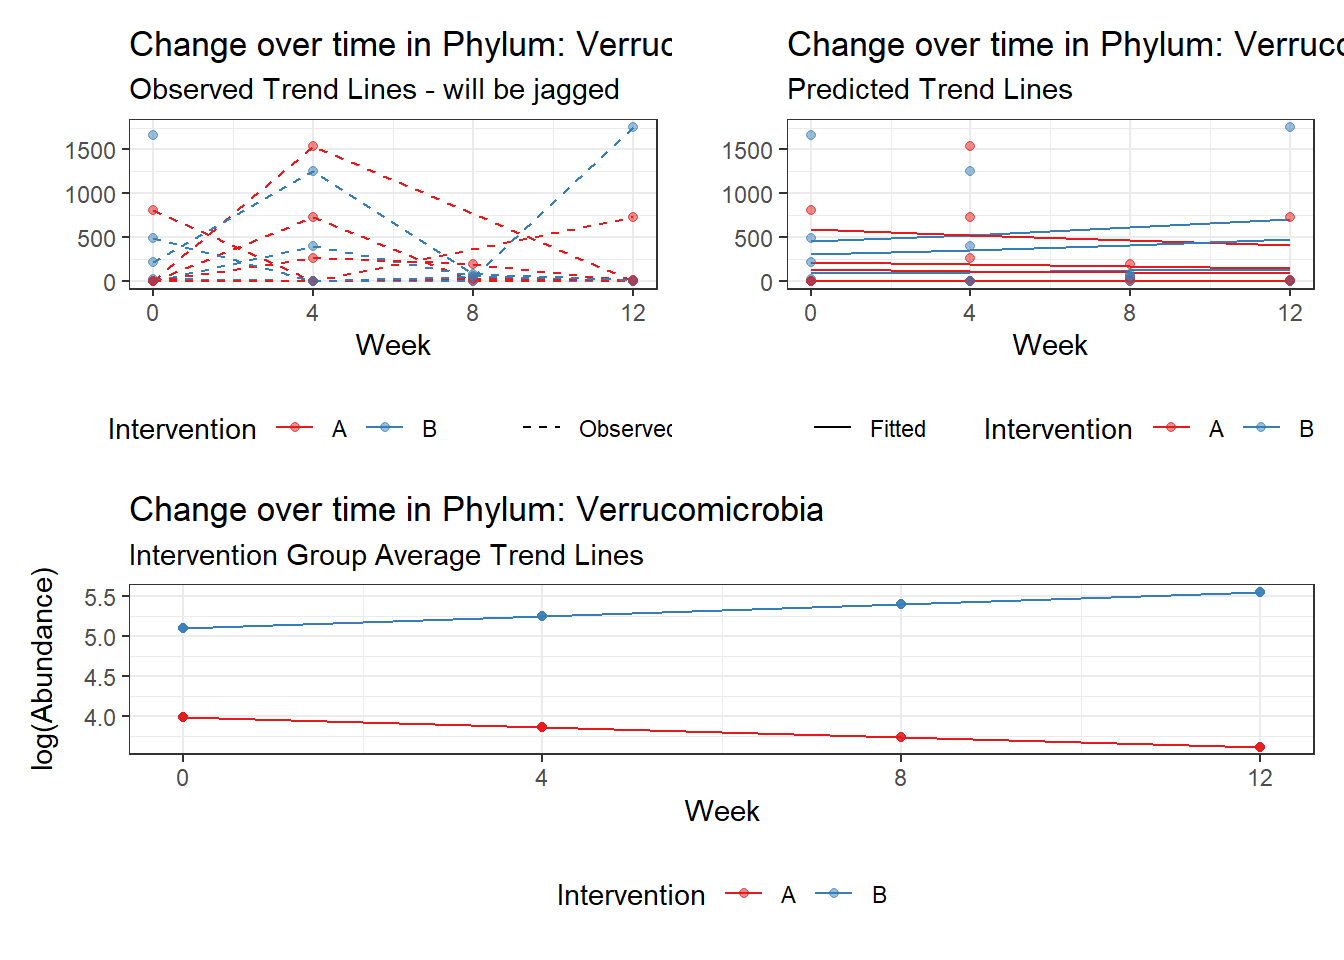 Change over time in Phylum: Verruc
Observed Trend Lines - will be jagged
1500
1000
500
0
0 4 8 12
Week
Intervention A B Observed
Change over time in Phylum: Verruco
Predicted Trend Lines
1500
1000
500
0
0 4 8 12
Week
Fitted Intervention A B
Change over time in Phylum: Verrucomicrobia
Intervention Group Average Trend Lines
log(Abundance)
5.5
5.0
4.5
4.0
0 4 8 12
Week
Intervention A B